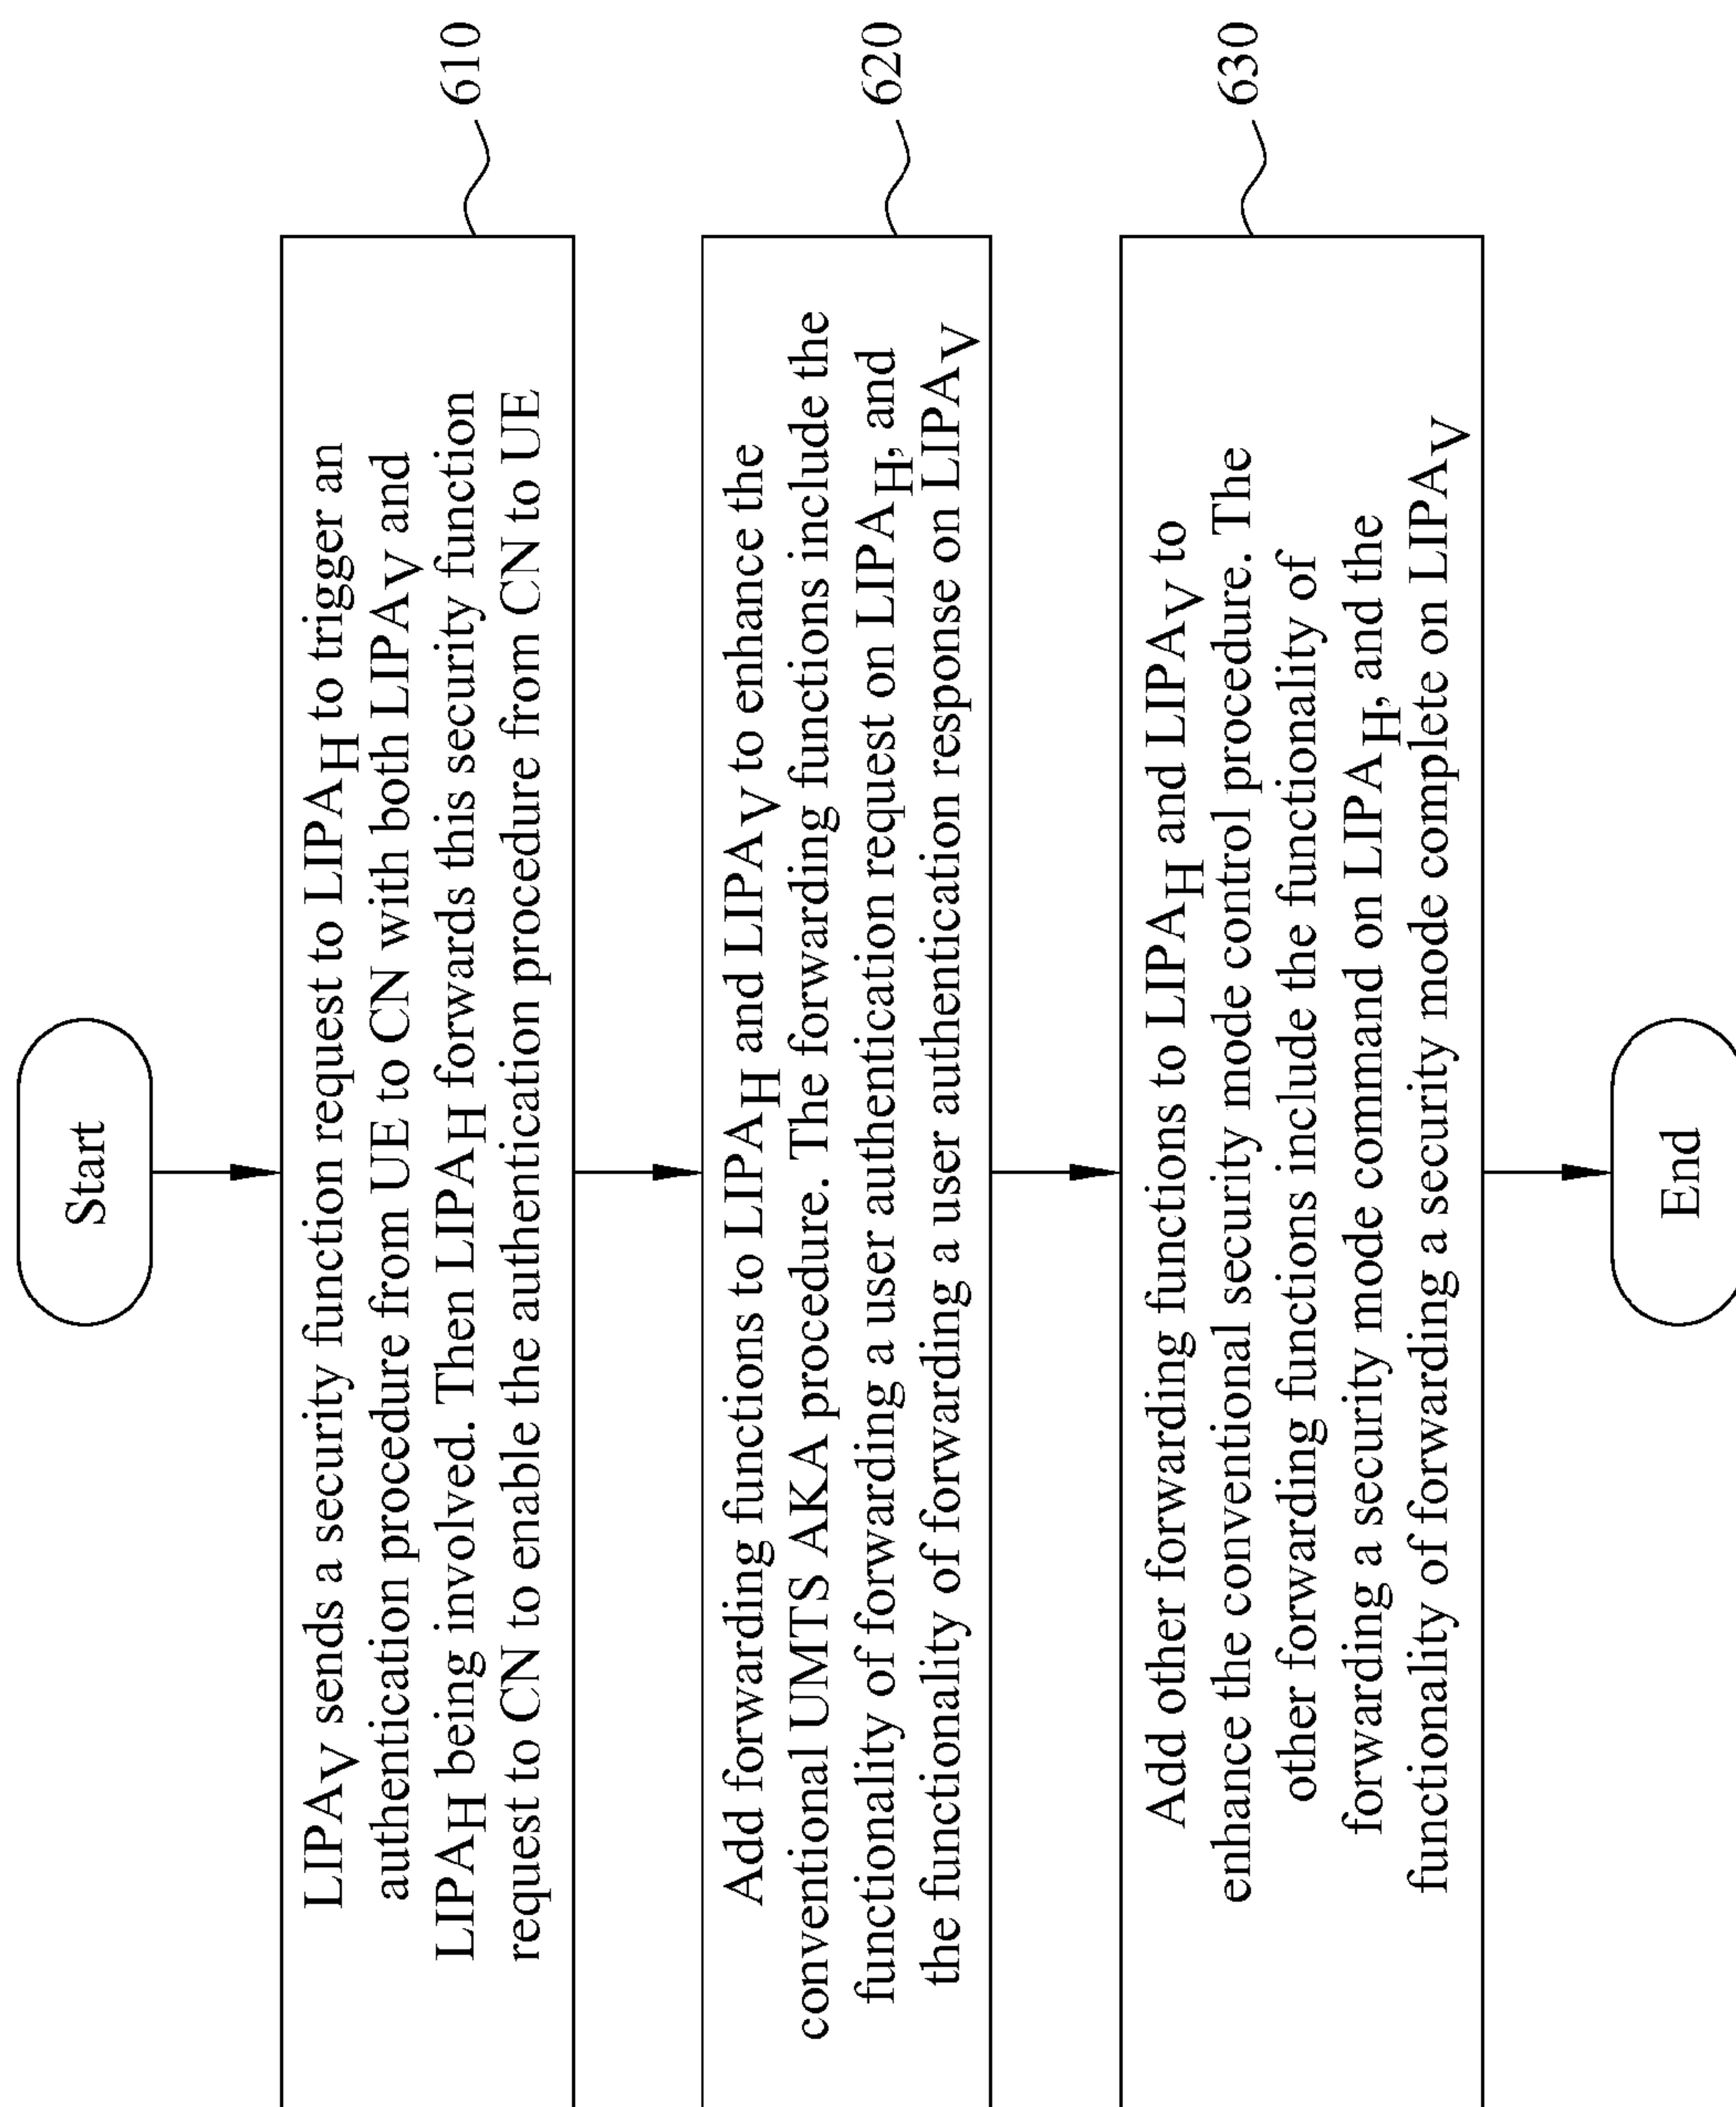 Start
LIPAV sends a security function request to LIPAH to trigger an
authentication procedure from UE to CN with both LIPAV and
LIPAH being involved. Then LIPAH forwards this security function
request to CN to enable the authentication procedure from CN to UE
610
Add forwarding functions to LIPAH and LIPAV to enhance the
conventional UMTS AKA procedure. The forwarding functions include the
functionality of forwarding a user authentication request on LIPAH, and
the functionality of forwarding a user authentication response on LIPAV
620
Add other forwarding functions to LIPAH and LIPAV to
enhance the conventional security mode control procedure. The
other forwarding functions include the functionality of
forwarding a security mode command on LIPAH, and the
functionality of forwarding a security mode complete on LIPAV
630
End